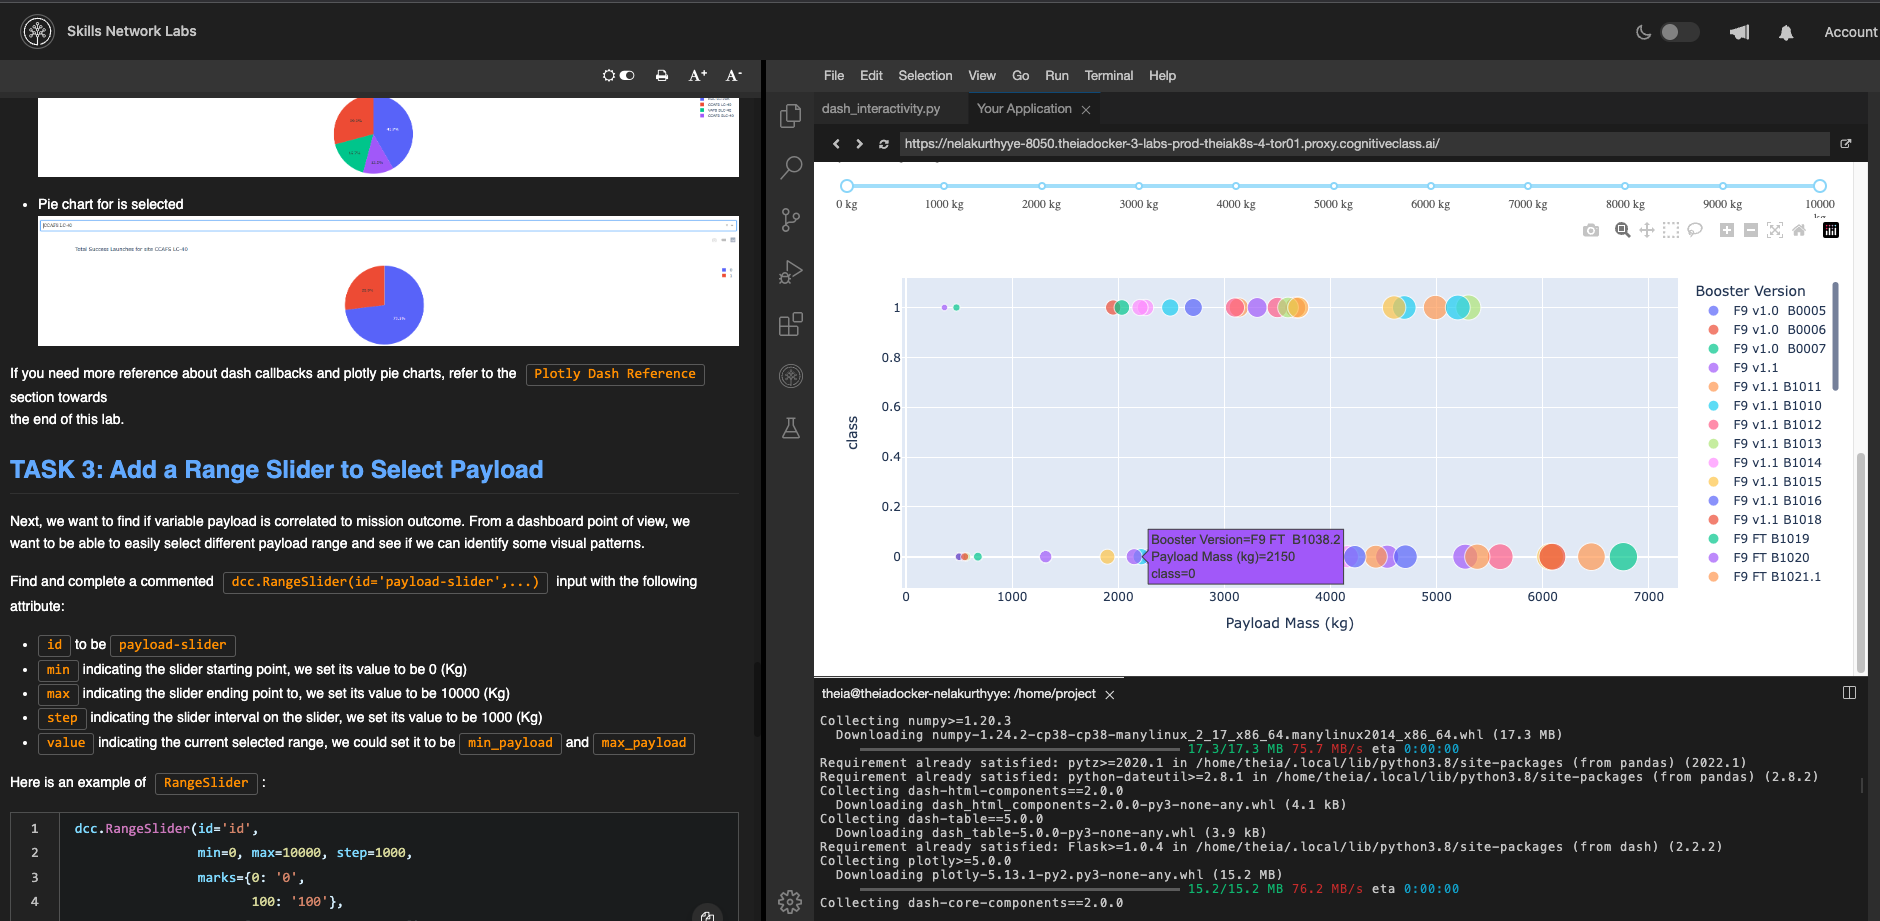 Skills Network Labs
Account
A+
A-
File Edit Selection View Go Run Terminal Help
dash_interactivity.py
Your Application
https://nelakurthyye-8050.theiadocker-3-labs-prod-theiak8s-4-tor01.proxy.cognitiveclass.ai/
Pie chart for is selected
CCAFS LC-40
Total Success Launches for site CCAFS LC-40
If you need more reference about dash callbacks and plotly pie charts, refer to the Plotly Dash Reference
section towards
the end of this lab.
TASK 3: Add a Range Slider to Select Payload
Next, we want to find if variable payload is correlated to mission outcome. From a dashboard point of view, we
want to be able to easily select different payload range and see if we can identify some visual patterns.
Find and complete a commented dcc.RangeSlider(id='payload-slider',...) input with the following
attribute:
id to be payload-slider
min indicating the slider starting point, we set its value to be 0 (Kg)
max indicating the slider ending point to, we set its value to be 10000 (Kg)
step indicating the slider interval on the slider, we set its value to be 1000 (Kg)
value indicating the current selected range, we could set it to be min_payload and max_payload
Here is an example of RangeSlider :
1 dcc.RangeSlider(id='id',
2 min=0, max=10000, step=1000,
3 marks={0: '0',
4 100: '100'},
0 kg 1000 kg 2000 kg 3000 kg 4000 kg 5000 kg 6000 kg 7000 kg 8000 kg 9000 kg 10000
kg
class
1
0.8
0.6
0.4
0.2
0
0 1000 2000 3000 4000 5000 6000 7000
Payload Mass (kg)
Booster Version=F9 FT  B1038.2
Payload Mass (kg)=2150
class=0
Booster Version
F9 v1.0  B0005
F9 v1.0  B0006
F9 v1.0  B0007
F9 v1.1
F9 v1.1 B1011
F9 v1.1 B1010
F9 v1.1 B1012
F9 v1.1 B1013
F9 v1.1 B1014
F9 v1.1 B1015
F9 v1.1 B1016
F9 v1.1 B1018
F9 FT B1019
F9 FT B1020
F9 FT B1021.1
theia@theiadocker-nelakurthyye: /home/project
Collecting numpy>=1.20.3
Downloading numpy-1.24.2-cp38-cp38-manylinux_2_17_x86_64.manylinux2014_x86_64.whl (17.3 MB)
17.3/17.3 MB 75.7 MB/s eta 0:00:00
Requirement already satisfied: pytz>=2020.1 in /home/theia/.local/lib/python3.8/site-packages (from pandas) (2022.1)
Requirement already satisfied: python-dateutil>=2.8.1 in /home/theia/.local/lib/python3.8/site-packages (from pandas) (2.8.2)
Collecting dash-html-components==2.0.0
Downloading dash_html_components-2.0.0-py3-none-any.whl (4.1 kB)
Collecting dash-table==5.0.0
Downloading dash_table-5.0.0-py3-none-any.whl (3.9 kB)
Requirement already satisfied: Flask>=1.0.4 in /home/theia/.local/lib/python3.8/site-packages (from dash) (2.2.2)
Collecting plotly>=5.0.0
Downloading plotly-5.13.1-py2.py3-none-any.whl (15.2 MB)
15.2/15.2 MB 76.2 MB/s eta 0:00:00
Collecting dash-core-components==2.0.0